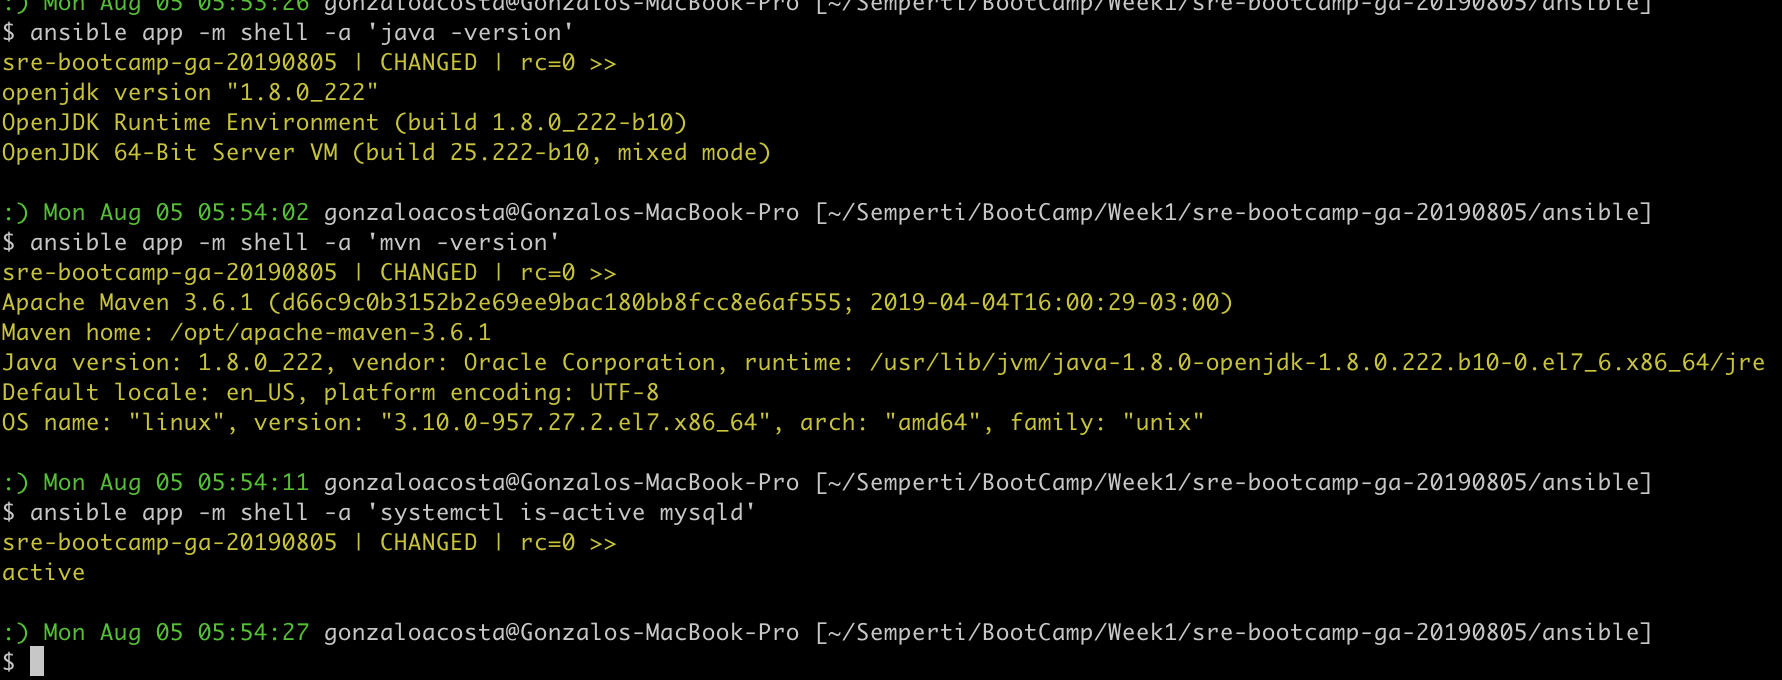 :) Mon Aug 05 05:53:26 gonzaloacosta@Gonzalos-MacBook-Pro [~/Semperti/BootCamp/Week1/sre-bootcamp-ga-20190805/ansible]
$ ansible app -m shell -a 'java -version'
sre-bootcamp-ga-20190805 | CHANGED | rc=0 >>
openjdk version "1.8.0_222"
OpenJDK Runtime Environment (build 1.8.0_222-b10)
OpenJDK 64-Bit Server VM (build 25.222-b10, mixed mode)
:) Mon Aug 05 05:54:02 gonzaloacosta@Gonzalos-MacBook-Pro [~/Semperti/BootCamp/Week1/sre-bootcamp-ga-20190805/ansible]
$ ansible app -m shell -a 'mvn -version'
sre-bootcamp-ga-20190805 | CHANGED | rc=0 >>
Apache Maven 3.6.1 (d66c9c0b3152b2e69ee9bac180bb8fcc8e6af555; 2019-04-04T16:00:29-03:00)
Maven home: /opt/apache-maven-3.6.1
Java version: 1.8.0_222, vendor: Oracle Corporation, runtime: /usr/lib/jvm/java-1.8.0-openjdk-1.8.0.222.b10-0.el7_6.x86_64/jre
Default locale: en_US, platform encoding: UTF-8
OS name: "linux", version: "3.10.0-957.27.2.el7.x86_64", arch: "amd64", family: "unix"
:) Mon Aug 05 05:54:11 gonzaloacosta@Gonzalos-MacBook-Pro [~/Semperti/BootCamp/Week1/sre-bootcamp-ga-20190805/ansible]
$ ansible app -m shell -a 'systemctl is-active mysqld'
sre-bootcamp-ga-20190805 | CHANGED | rc=0 >>
active
:) Mon Aug 05 05:54:27 gonzaloacosta@Gonzalos-MacBook-Pro [~/Semperti/BootCamp/Week1/sre-bootcamp-ga-20190805/ansible]
$